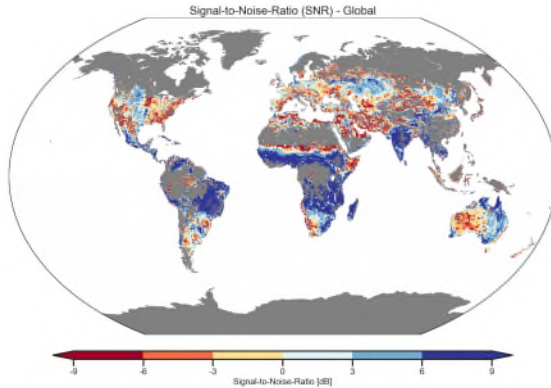 Signal-to-Noise-Ratio (SNR) - Global
-9 -6 -3 0 3 6 9
Signal-to-Noise-Ratio [dB]